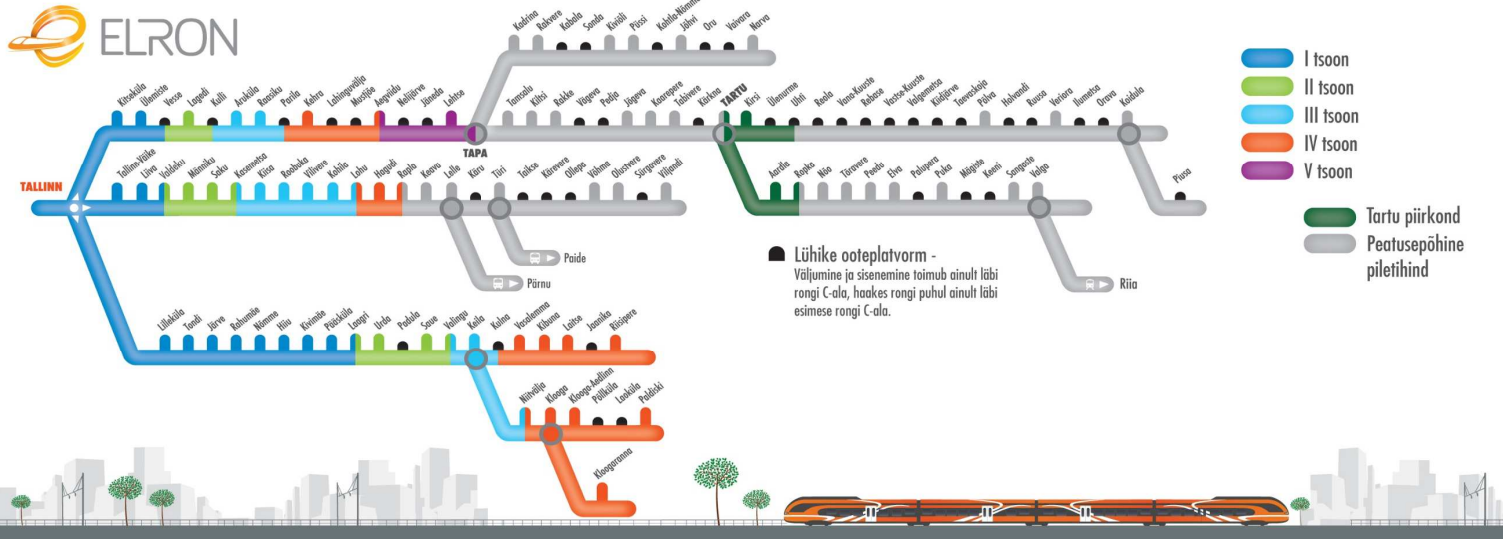 ELRON
Kadrina
Rakvere
Kabala
Sonda
Kiviõli
Püssi
Kohtla-Nõmme
Jõhvi
Oru
Vaivara
Narva
Kitseküla
Ülemiste
Vesse
Lagedi
Kulli
Aruküla
Raasiku
Parila
Kehra
Lahinguvälja
Mustjõe
Aegviidu
Nelijärve
Jäneda
Lehtse
TAPA
Tamsalu
Kiltsi
Rakke
Vägeva
Pedja
Jõgeva
Kaarepere
Tabivere
Kärkna
TARTU
Kirsi
Ülenurme
Uhti
Reola
Vana-Kuuste
Rebase
Vastse-Kuuste
Valgemetsa
Kiidjärve
Taevaskoja
Põlva
Holvandi
Ruusa
Veriora
Ilumetsa
Orava
Koidula
Piusa
TALLINN
Tallinn-Väike
Liiva
Valdeku
Männiku
Saku
Kasemetsa
Kiisa
Roobuka
Vilivere
Kohila
Lohu
Hagudi
Rapla
Keava
Lelle
Käru
Türi
Taikse
Kärevere
Ollepa
Võhma
Olustvere
Sürgavere
Viljandi
Paide
Pärnu
Aardla
Ropka
Nõo
Tõravere
Peedu
Elva
Palupera
Puka
Mägiste
Keeni
Sangaste
Valga
Riia
Lilleküla
Tondi
Järve
Rahumäe
Nõmme
Hiiu
Kivimäe
Pääsküla
Laagri
Urda
Padula
Saue
Valingu
Keila
Kulna
Vasalemma
Kibuna
Laitse
Jaanika
Riisipere
Niitvälja
Klooga
Klooga-Aedlinn
Põllküla
Laoküla
Paldiski
Kloogaranna
Lühike ooteplatvorm -
Väljumine ja sisenemine toimub ainult läbi
rongi C-ala, haakes rongi puhul ainult läbi
esimese rongi C-ala.
I tsoon
II tsoon
III tsoon
IV tsoon
V tsoon
Tartu piirkond
Peatusepõhine
piletihind